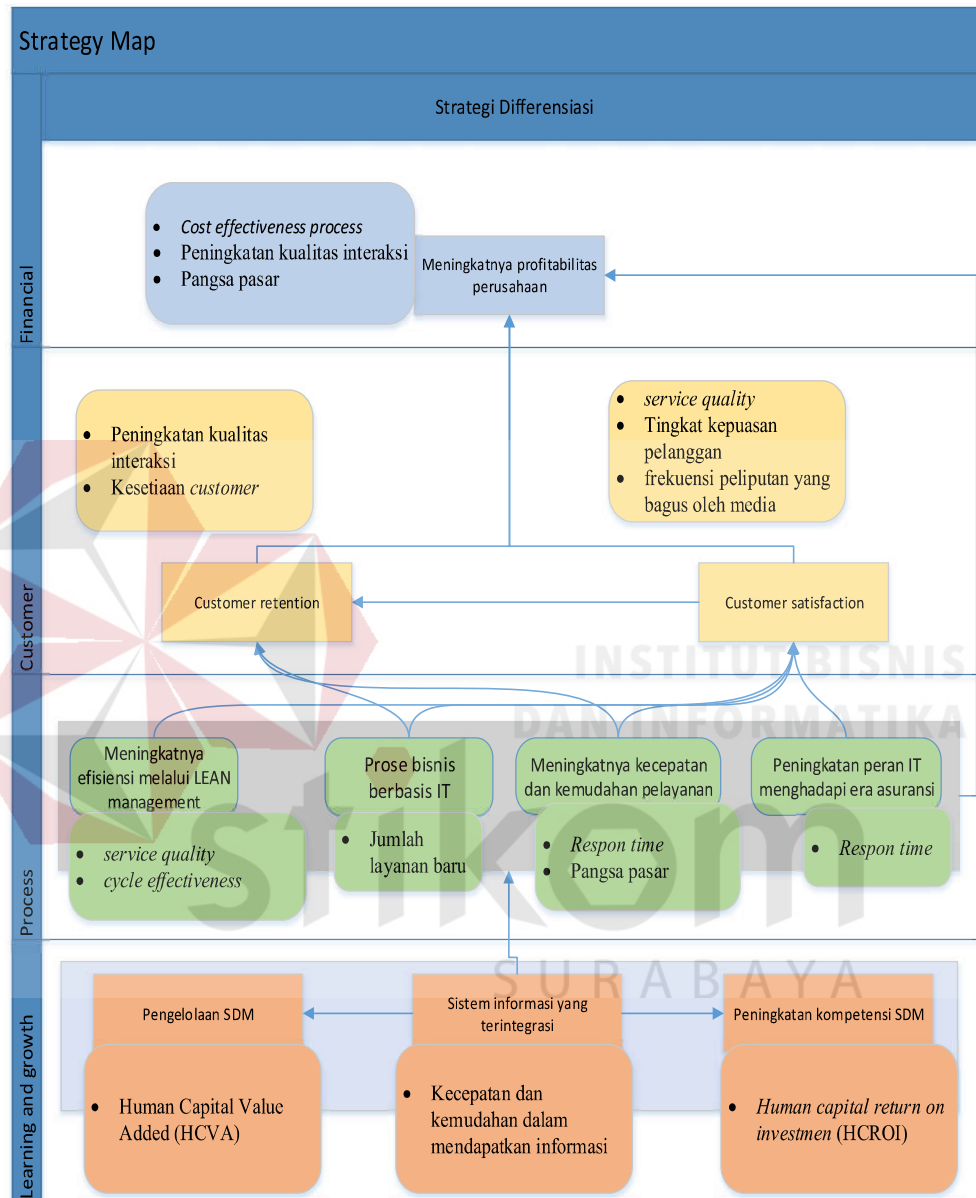 Strategy Map
Strategi Differensiasi
Financial
• Cost effectiveness process
• Peningkatan kualitas interaksi
• Pangsa pasar
Meningkatnya profitabilitas
perusahaan
Customer
• Peningkatan kualitas
interaksi
• Kesetiaan customer
• service quality
• Tingkat kepuasan
pelanggan
• frekuensi peliputan yang
bagus oleh media
Customer retention
Customer satisfaction
INSTITUT BISNIS
DAN INFORMATIKA
stikom
SURABAYA
Process
Meningkatnya
efisiensi melalui LEAN
management
• service quality
• cycle effectiveness
Prose bisnis
berbasis IT
• Jumlah
layanan baru
Meningkatnya kecepatan
dan kemudahan pelayanan
• Respon time
• Pangsa pasar
Peningkatan peran IT
menghadapi era asuransi
• Respon time
Learning and growth
Pengelolaan SDM
• Human Capital Value
Added (HCVA)
Sistem informasi yang
terintegrasi
• Kecepatan dan
kemudahan dalam
mendapatkan informasi
Peningkatan kompetensi SDM
• Human capital return on
investmen (HCROI)